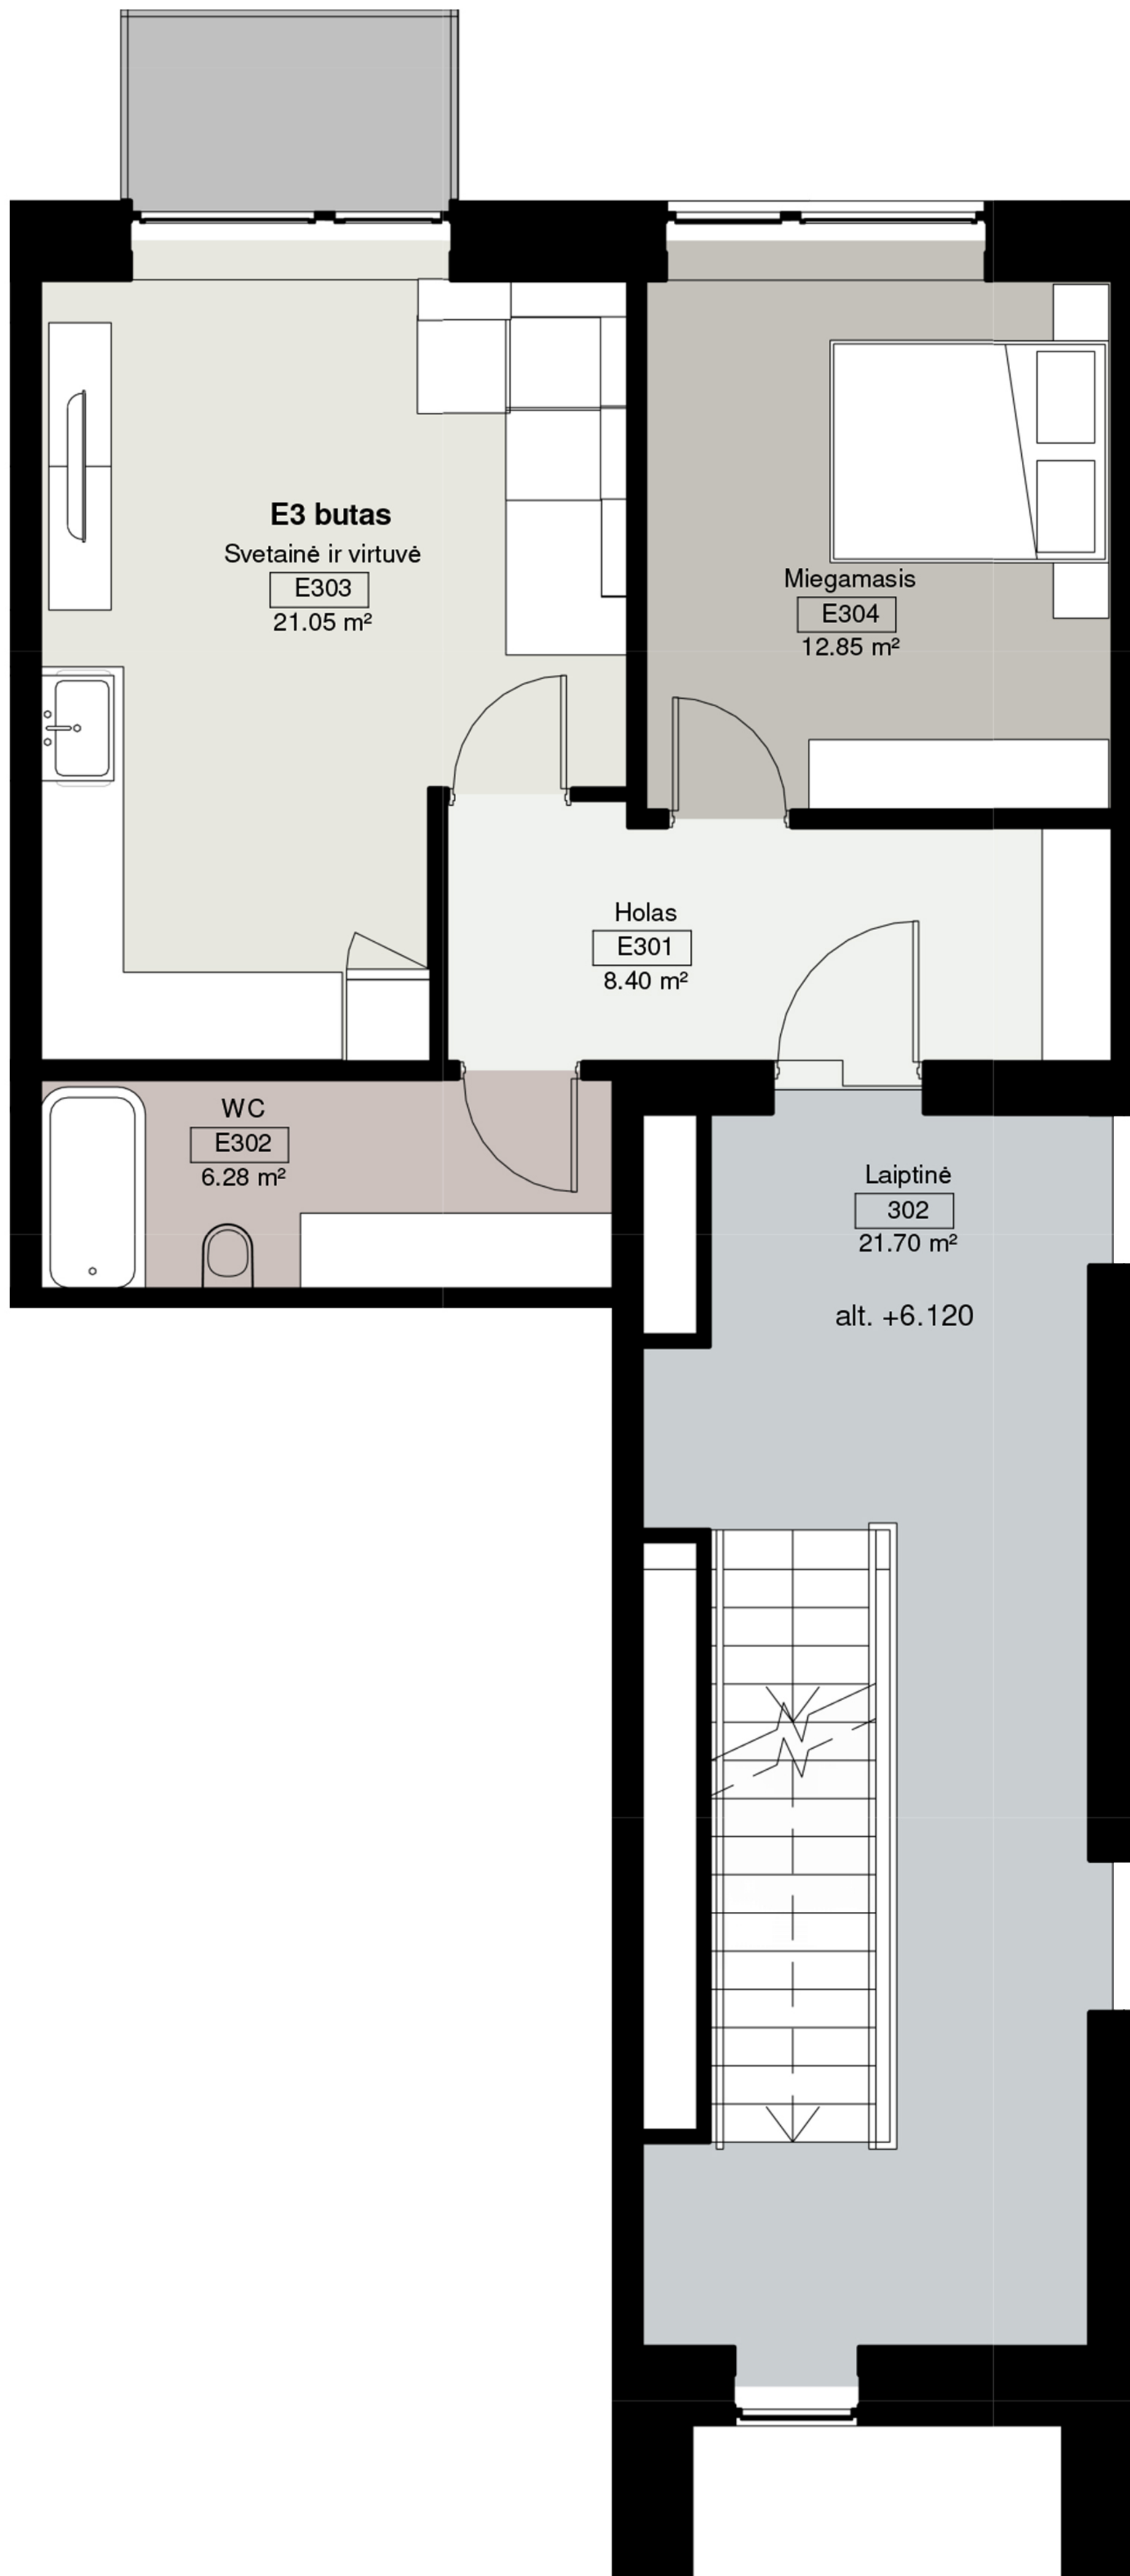 E3 butas
Svetainė ir virtuvė
E303
21.05 m²
Miegamasis
E304
12.85 m²
Holas
E301
8.40 m²
WC
E302
6.28 m²
Laiptinė
302
21.70 m²
alt. +6.120